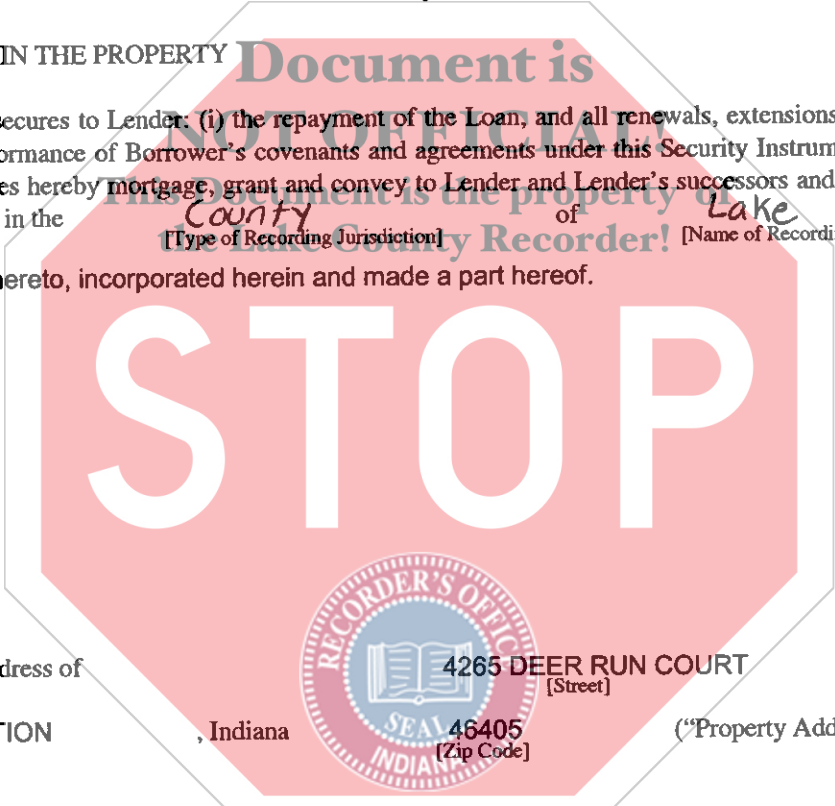 IN THE PROPERTY
Document is
ecures to Lender: (i) the repayment of the Loan, and all renewals, extensions
NOT OFFICIAL!
ormance of Borrower's covenants and agreements under this Security Instrum
es hereby mortgage, grant and convey to Lender and Lender's successors and
This Document is the property of
in the County of Lake
the Lake County Recorder!
[Type of Recording Jurisdiction] [Name of Recordi
ereto, incorporated herein and made a part hereof.
STOP
RECORDER'S OFFIC
SEAL
INDIANA
dress of 4265 DEER RUN COURT
[Street]
TION , Indiana 46405 ("Property Add
[Zip Code]